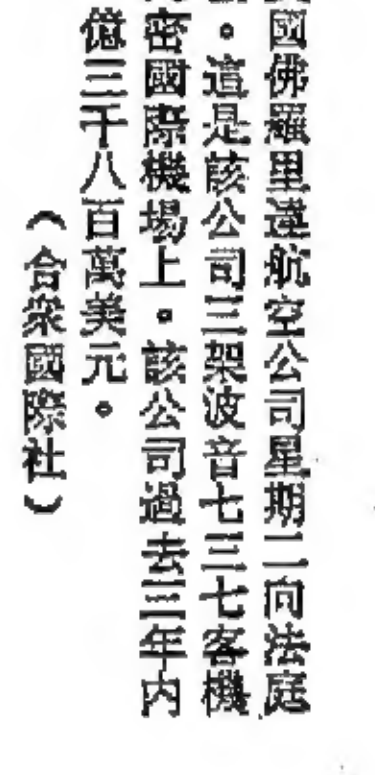 國佛羅里達航空公司星期二向法庭
。這是該公司三架波音七三七客機
密國際機場上。該公司過去三年內
億三千八百萬美元。
（合衆國際社）